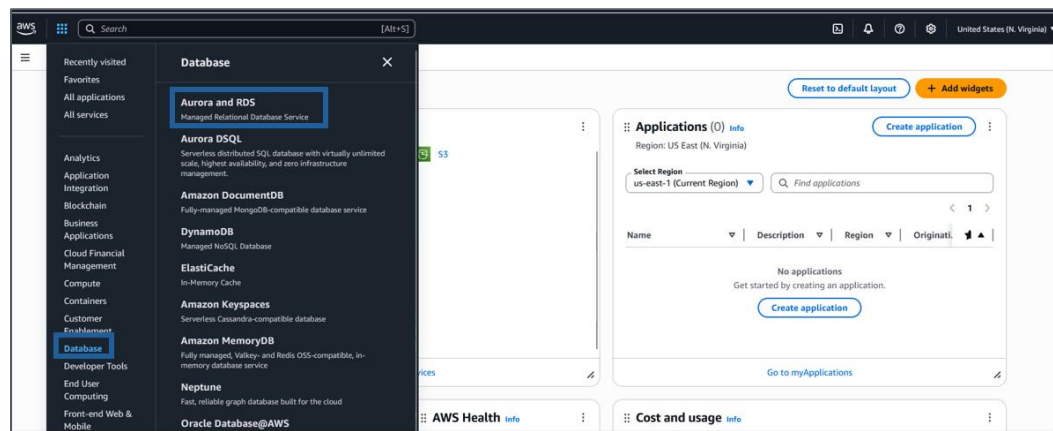 aws
Search
[Alt+S]
United States (N. Virginia)
Recently visited
Favorites
All applications
All services
Analytics
Application
Integration
Blockchain
Business
Applications
Cloud Financial
Management
Compute
Containers
Customer
Enablement
Database
Developer Tools
End User
Computing
Front-end Web &
Mobile
Database
Aurora and RDS
Managed Relational Database Service
Aurora DSQL
Serverless distributed SQL database with virtually unlimited
scale, highest availability, and zero infrastructure
management.
Amazon DocumentDB
Fully-managed MongoDB-compatible database service
DynamoDB
Managed NoSQL Database
ElastiCache
In-Memory Cache
Amazon Keyspaces
Serverless Cassandra-compatible database
Amazon MemoryDB
Fully managed, Valkey- and Redis OSS-compatible, in-
memory database service
Neptune
Fast, reliable graph database built for the cloud
Oracle Database@AWS
Reset to default layout
+ Add widgets
S3
Applications (0) Info
Create application
Region: US East (N. Virginia)
Select Region
us-east-1 (Current Region)
Find applications
1
Name
Description
Region
Originati.
No applications
Get started by creating an application.
Create application
Go to myApplications
AWS Health Info
Cost and usage Info